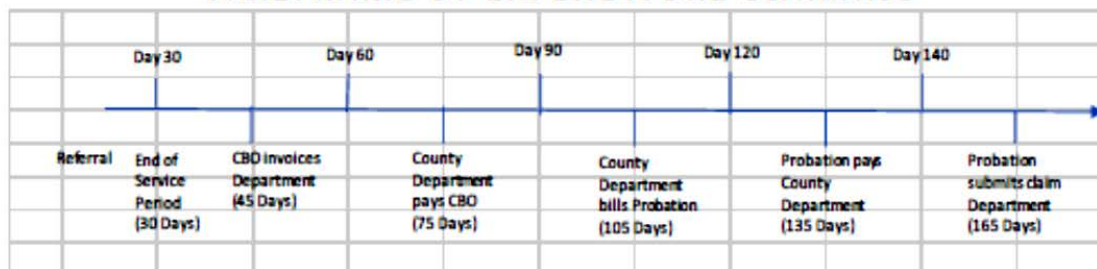 Day 30
Day 60
Day 90
Day 120
Day 140
Referral
End of
Service
Period
(30 Days)
CBO invoices
Department
(45 Days)
County
Department
pays CBO
(75 Days)
County
Department
bills Probation
(105 Days)
Probation pays
County
Department
(135 Days)
Probation
submits claim
Department
(165 Days)